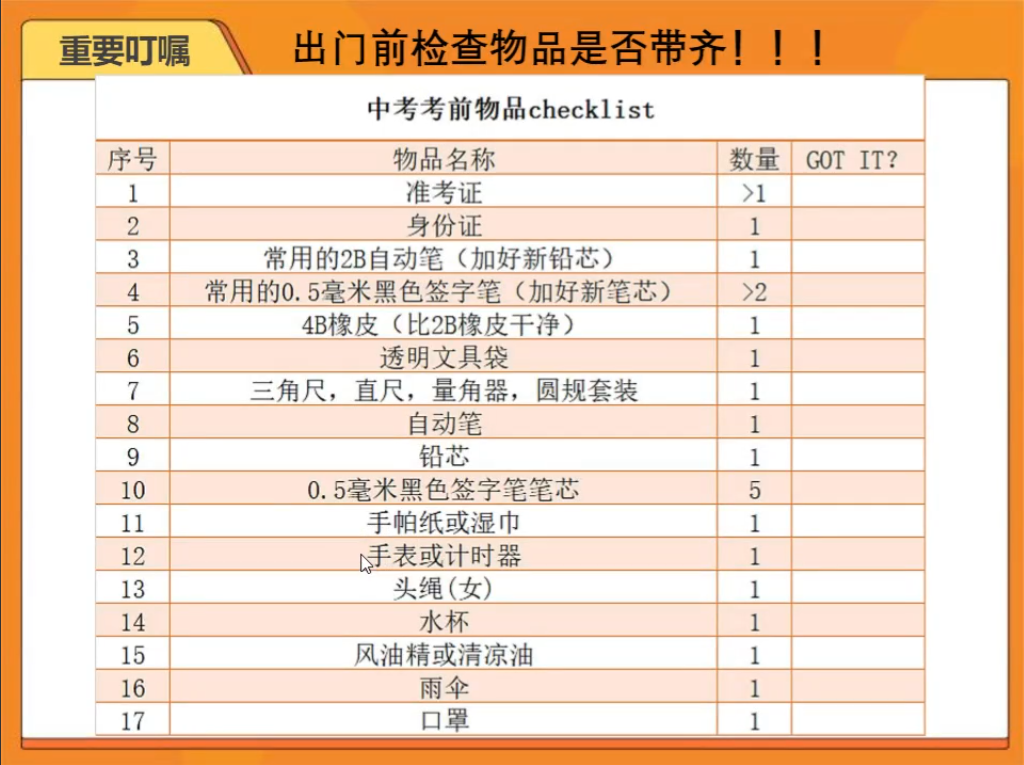 重要叮嘱
出门前检查物品是否带齐！！！
中考考前物品checklist
序号 物品名称 数量 GOT IT?
1 准考证 >1
2 身份证 1
3 常用的2B自动笔（加好新铅芯） 1
4 常用的0.5毫米黑色签字笔（加好新笔芯） >2
5 4B橡皮（比2B橡皮干净） 1
6 透明文具袋 1
7 三角尺，直尺，量角器，圆规套装 1
8 自动笔 1
9 铅芯 1
10 0.5毫米黑色签字笔笔芯 5
11 手帕纸或湿巾 1
12 手表或计时器 1
13 头绳(女) 1
14 水杯 1
15 风油精或清凉油 1
16 雨伞 1
17 口罩 1